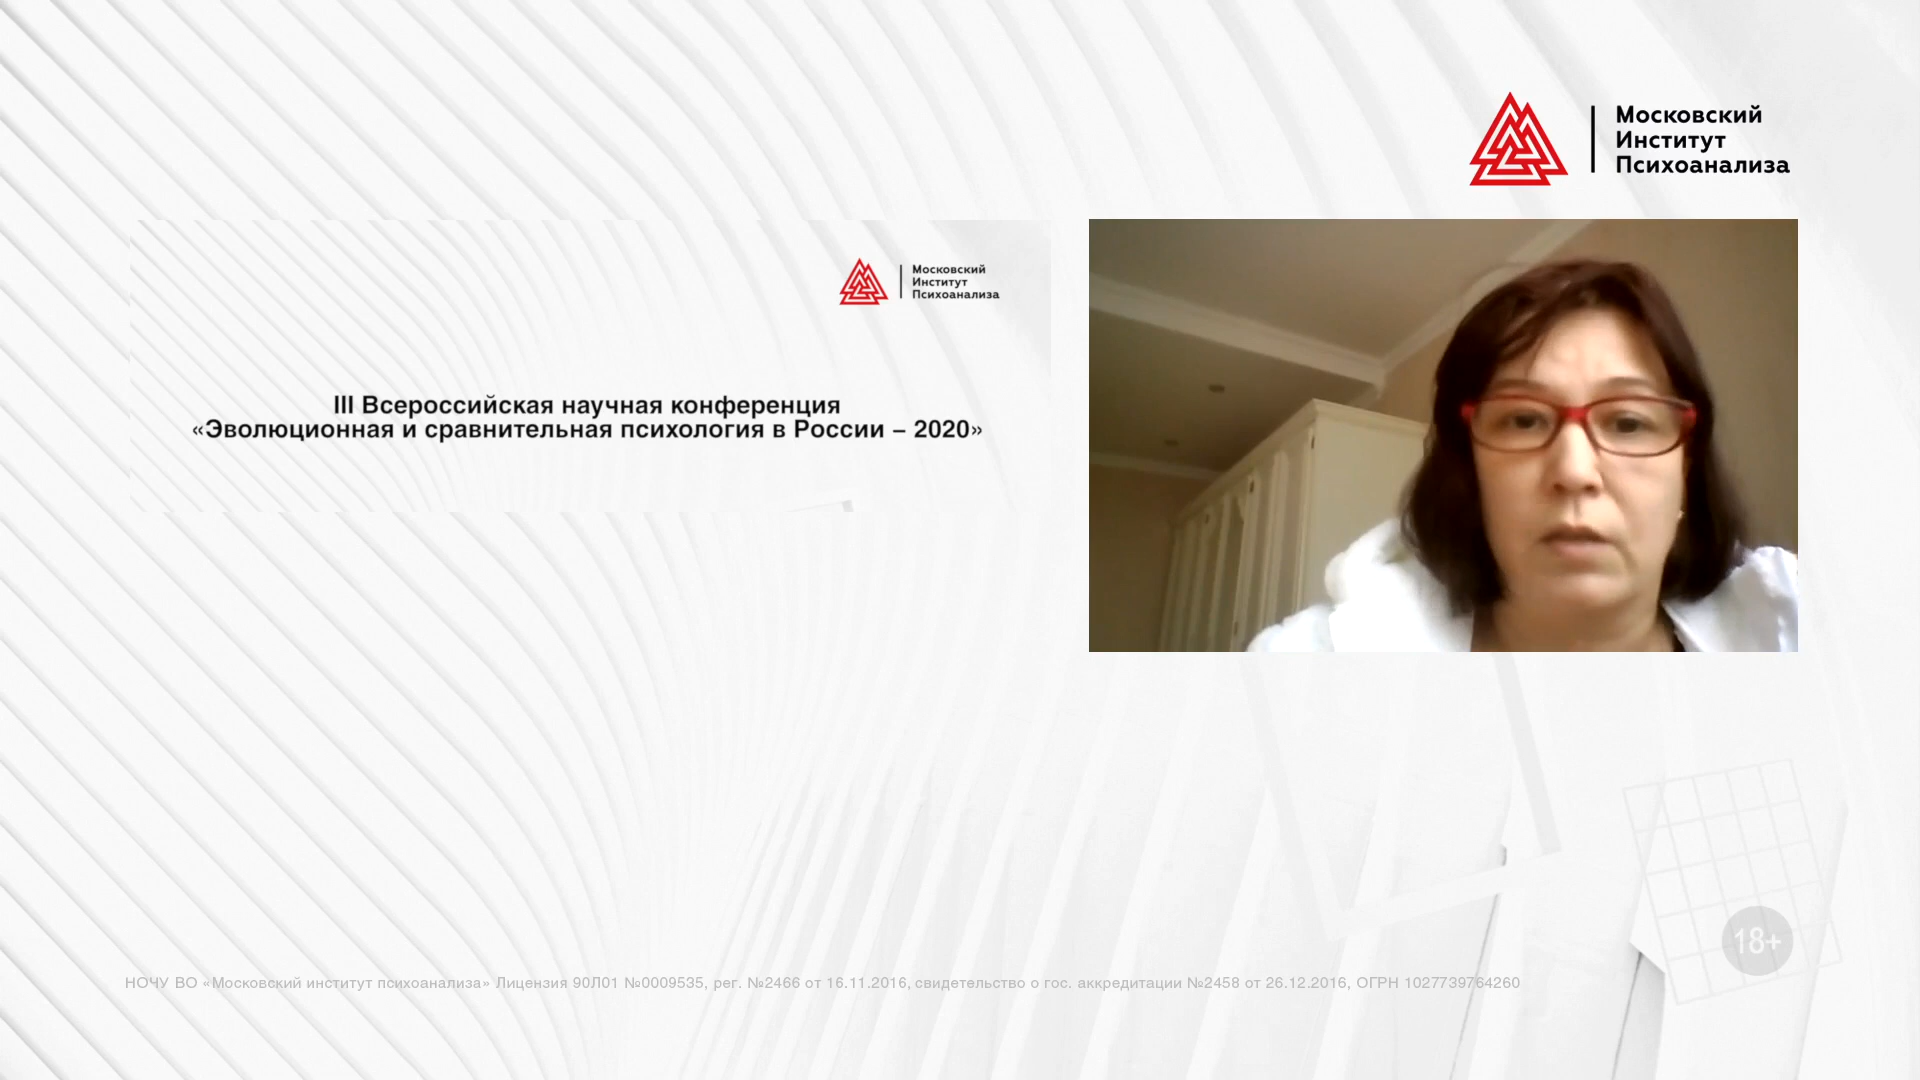 Московский
Институт
Психоанализа
Московский
Институт
Психоанализа
III Всероссийская научная конференция
«Эволюционная и сравнительная психология в России – 2020»
18+
НОЧУ ВО «Московский институт психоанализа» Лицензия 90Л01 №0009535, рег. №2466 от 16.11.2016, свидетельство о гос. аккредитации №2458 от 26.12.2016, ОГРН 1027739764260